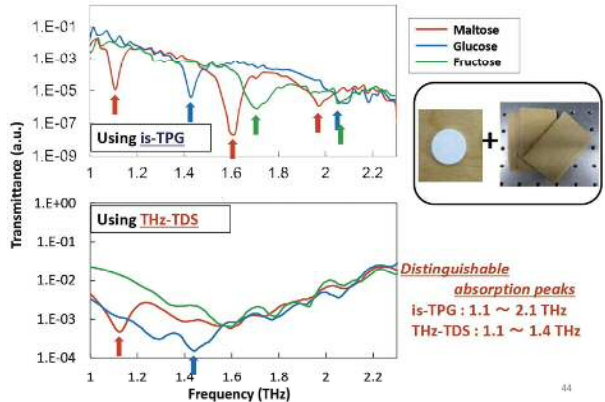 Transmittance (a.u.)
1.E-01
1.E-03
1.E-05
1.E-07
1.E-09
Using is-TPG
1 1.2 1.4 1.6 1.8 2 2.2
Maltose
Glucose
Fructose
+
1.E+00
1.E-01
1.E-02
1.E-03
1.E-04
Using THz-TDS
1 1.2 1.4 1.6 1.8 2 2.2
Frequency (THz)
Distinguishable
absorption peaks
is-TPG : 1.1 ～ 2.1 THz
THz-TDS : 1.1 ～ 1.4 THz
44